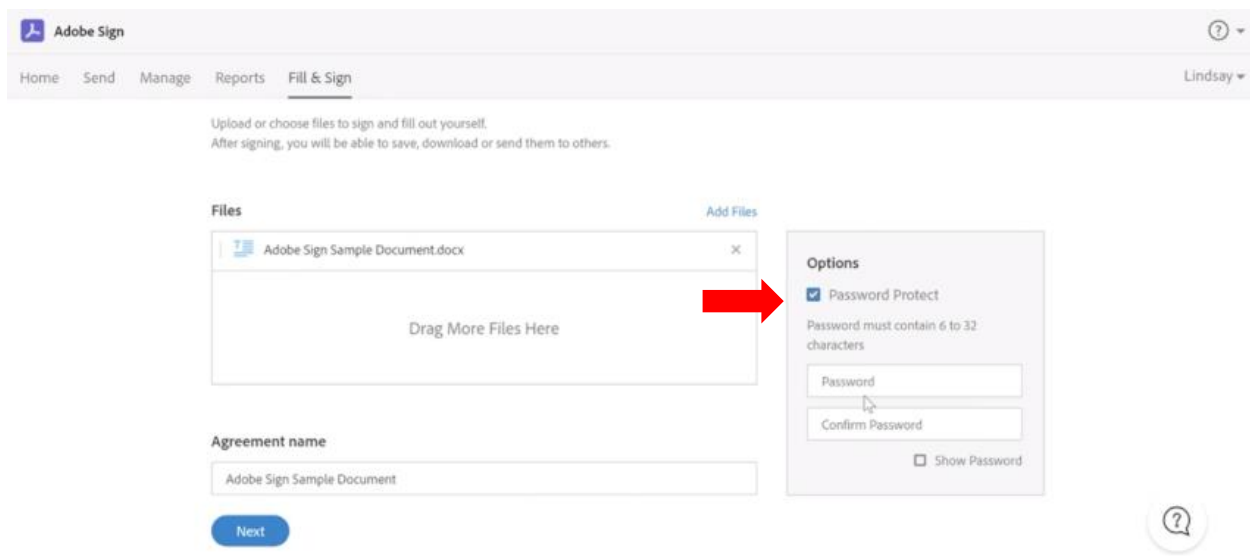 Adobe Sign
Home Send Manage Reports Fill & Sign Lindsay
Upload or choose files to sign and fill out yourself.
After signing, you will be able to save, download or send them to others.
Files Add Files
Adobe Sign Sample Document.docx
Drag More Files Here
Options
Password Protect
Password must contain 6 to 32
characters
Password
Confirm Password
Show Password
Agreement name
Adobe Sign Sample Document
Next